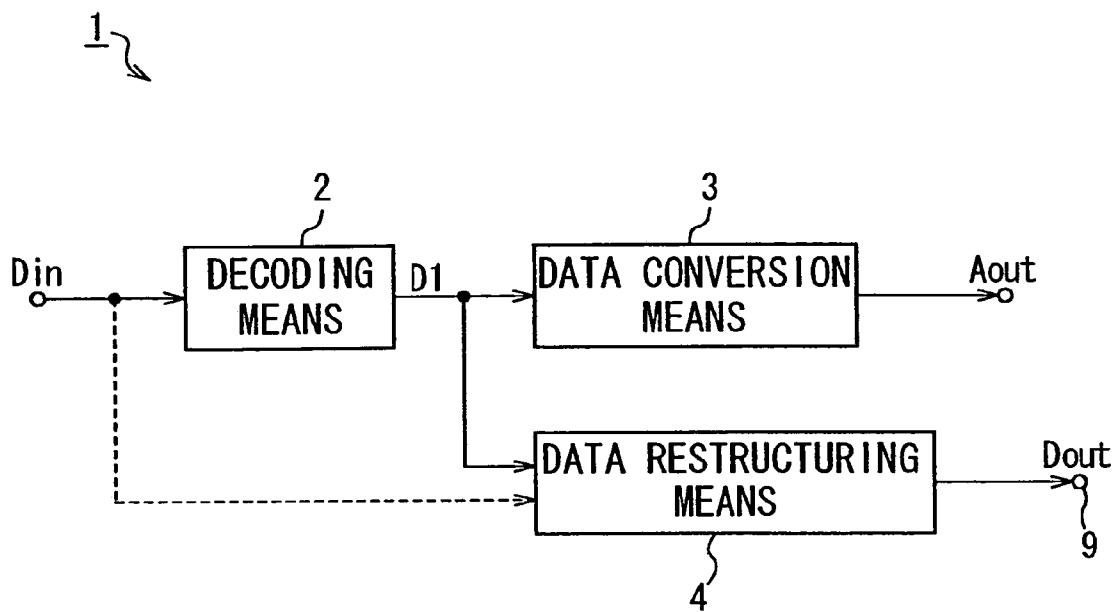 1
2
3
Din
DECODING
MEANS
D1
DATA CONVERSION
MEANS
Aout
DATA RESTRUCTURING
MEANS
Dout
4
9